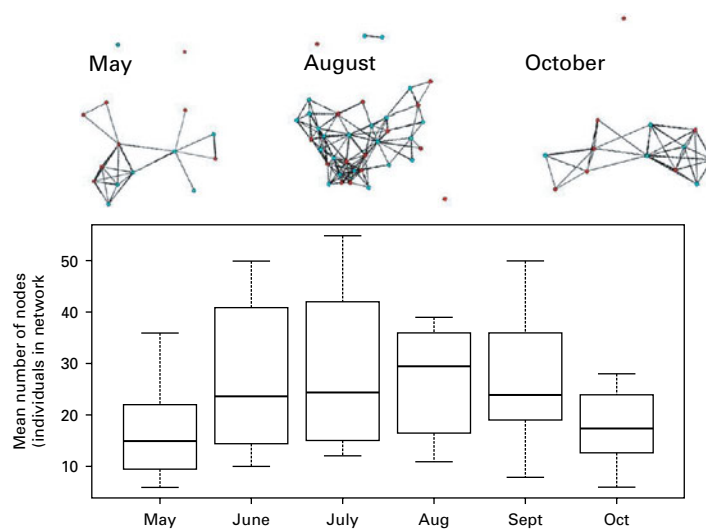 May
August
October
Mean number of nodes
(individuals in network
50
40
30
20
10
May
June
July
Aug
Sept
Oct